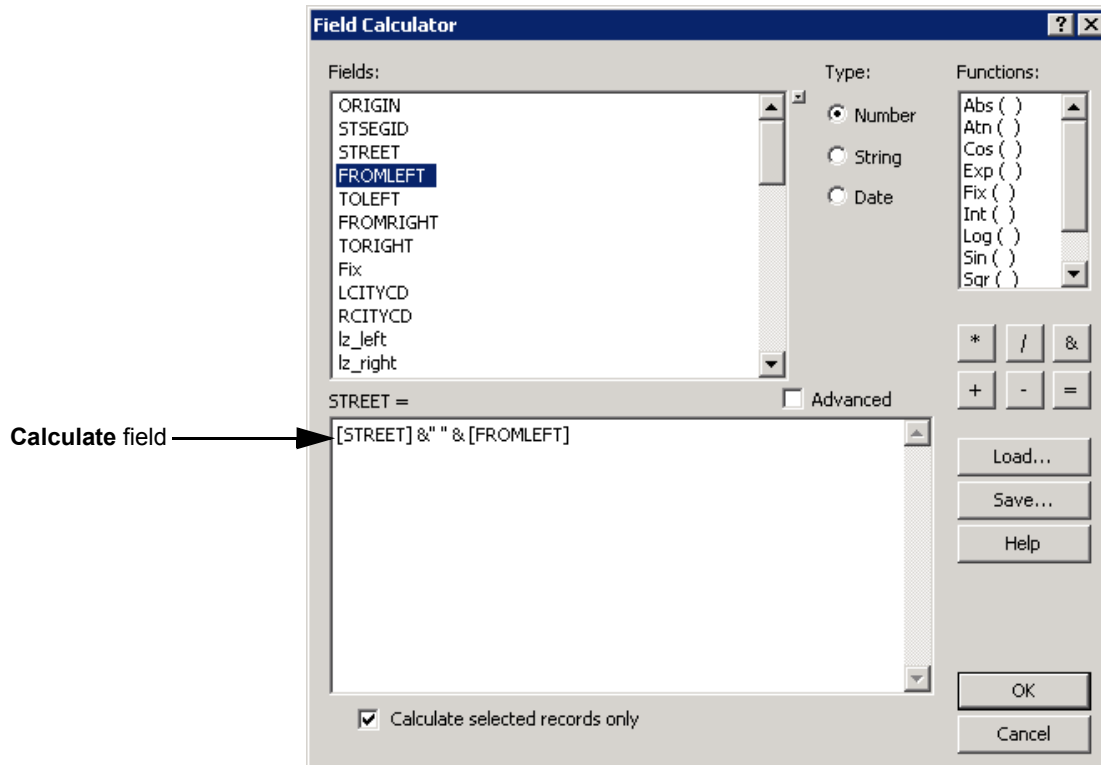 Field Calculator
Fields:
ORIGIN
STSEGID
STREET
FROMLEFT
TOLEFT
FROMRIGHT
TORIGHT
Fix
LCITYCD
RCITYCD
lz_left
lz_right
Type:
Number
String
Date
Functions:
Abs ( )
Atn ( )
Cos ( )
Exp ( )
Fix ( )
Int ( )
Log ( )
Sin ( )
Sqr ( )
* / &
+ - =
STREET =
Advanced
Calculate field
[STREET] &" " & [FROMLEFT]
Load...
Save...
Help
Calculate selected records only
OK
Cancel